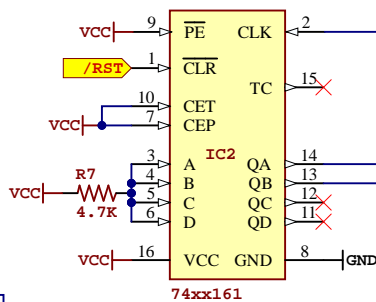 VCC 9 PE CLK 2
/RST 1 CLR
TC 15
10 CET
VCC 7 CEP
IC2
R7 3 A QA 14
VCC 4 B QB 13
5 C QC 12
4.7K 6 D QD 11
VCC 16 VCC GND 8 GND
74xx161